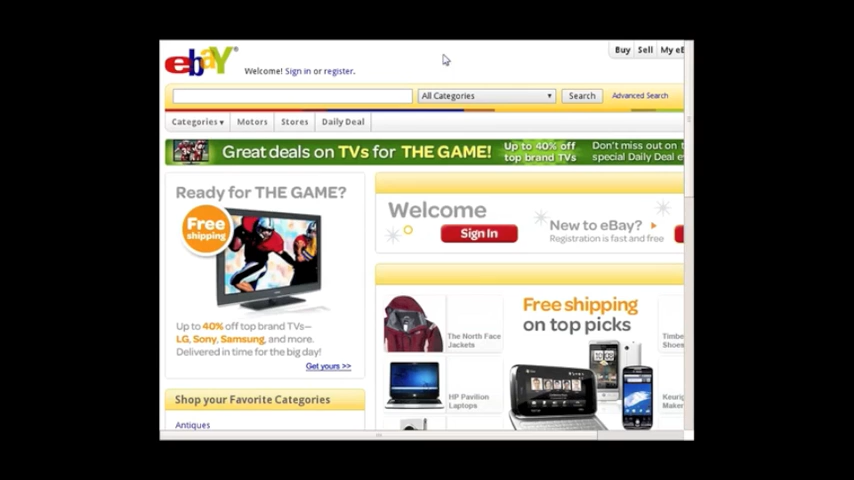 ebaY®
Buy Sell My eB
Welcome! Sign in or register.
All Categories
Search
Advanced Search
Categories ▾ Motors Stores Daily Deal
Great deals on TVs for THE GAME!
Up to 40% off
top brand TVs
Don't miss out on t
special Daily Deal e
Ready for THE GAME?
Free
shipping
Up to 40% off top brand TVs—
LG, Sony, Samsung, and more.
Delivered in time for the big day!
Get yours >>
Shop your Favorite Categories
Antiques
Welcome
Sign In
New to eBay?
Registration is fast and free
The North Face
Jackets
HP Pavilion
Laptops
Free shipping
on top picks
Timbe
Shoes
Keurig
Maker